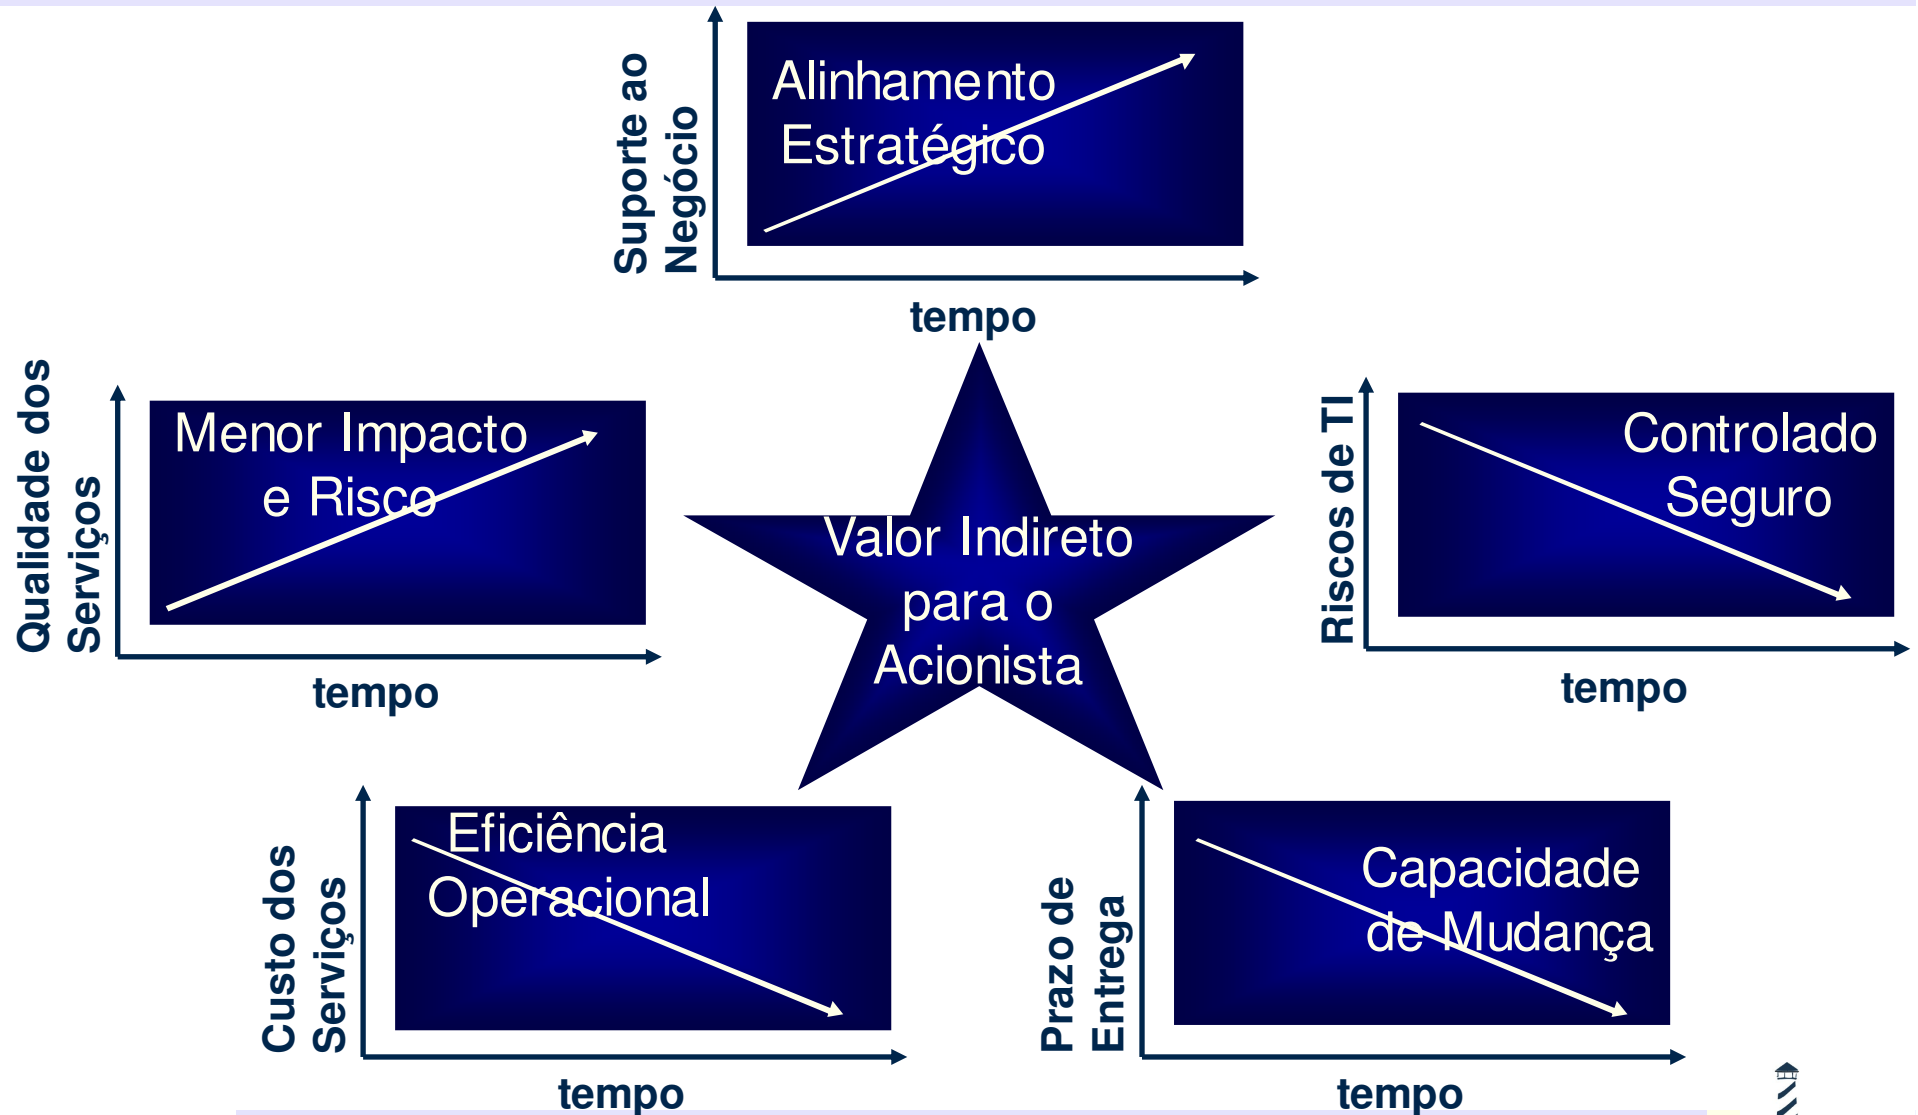 Suporte ao
Negócio
Alinhamento
Estratégico
tempo
Qualidade dos
Serviços
Menor Impacto
e Risco
tempo
Valor Indireto
para o
Acionista
Riscos de TI
Controlado
Seguro
tempo
Custo dos
Serviços
Eficiência
Operacional
tempo
Prazo de
Entrega
Capacidade
de Mudança
tempo